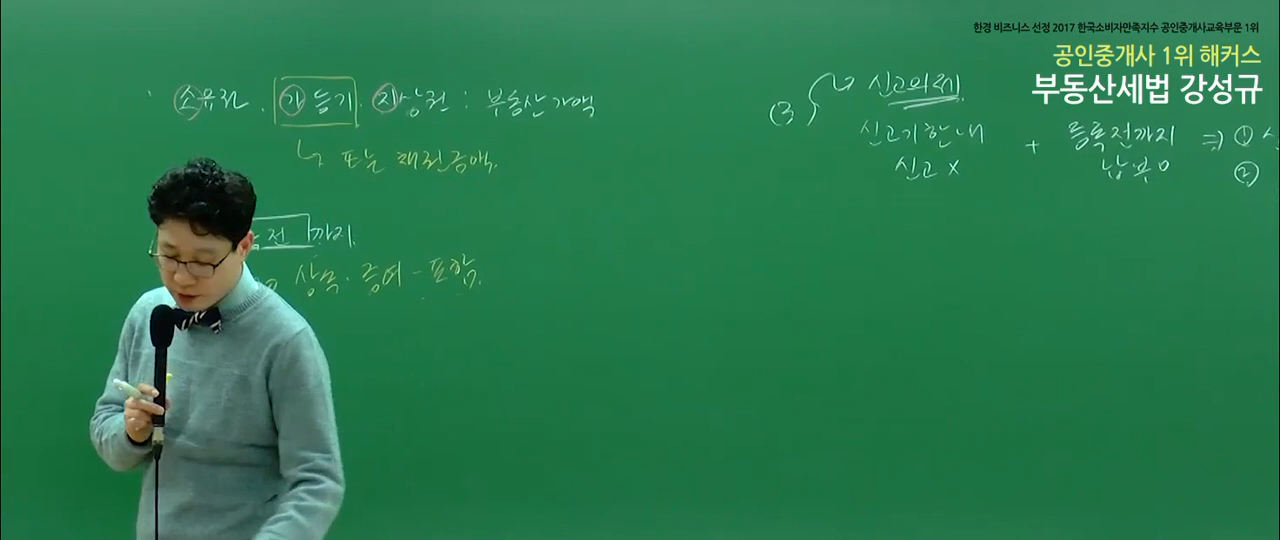 한경 비즈니스 선정 2017 한국소비자만족지수 공인중개사교육부문 1위
공인중개사 1위 해커스
부동산세법 강성규
소유권, 가등기, 지상권 : 부동산가액
↳ 또는 채권금액.
전 까지.
상속·증여 - 포함.
(3) ↳ 신고의제.
신고기한 내
신고 X
+ 등록전까지
납부 O
⇒ ①
②